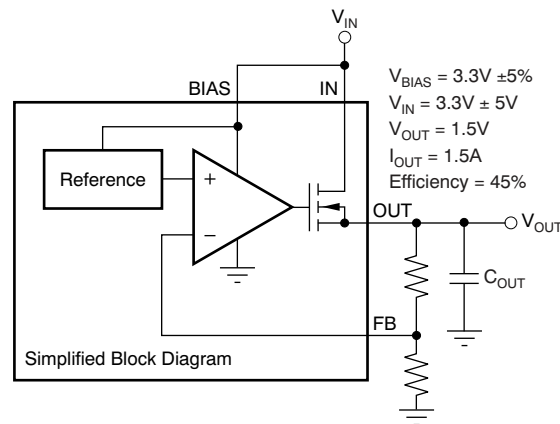 V_IN
BIAS
IN
V_BIAS = 3.3V ±5%
V_IN = 3.3V ± 5V
V_OUT = 1.5V
I_OUT = 1.5A
Efficiency = 45%
Reference
+
−
OUT
V_OUT
C_OUT
FB
Simplified Block Diagram